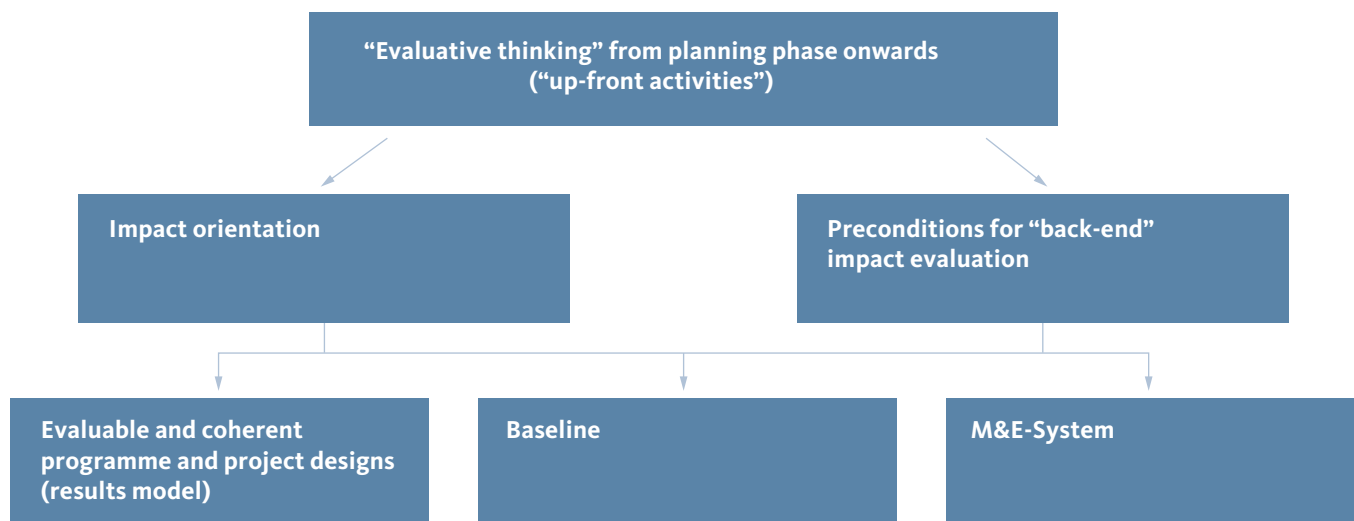 “Evaluative thinking” from planning phase onwards
(“up-front activities”)
Impact orientation
Preconditions for “back-end”
impact evaluation
Evaluable and coherent
programme and project designs
(results model)
Baseline
M&E-System